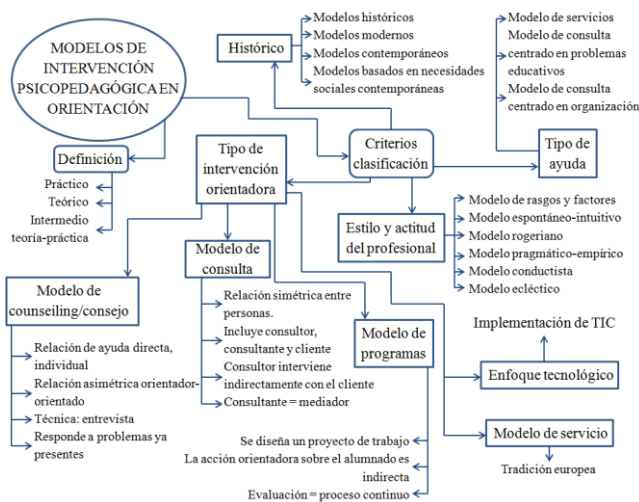 MODELOS DE
INTERVENCIÓN
PSICOPEDAGÓGICA EN
ORIENTACIÓN
Definición
Práctico
Teórico
Intermedio
teoría-práctica
Histórico
Modelos históricos
Modelos modernos
Modelos contemporáneos
Modelos basados en necesidades
sociales contemporáneas
Modelo de servicios
Modelo de consulta
centrado en problemas
educativos
Modelo de consulta
centrado en organización
Tipo de
ayuda
Criterios
clasificación
Tipo de
intervención
orientadora
Estilo y actitud
del profesional
Modelo de rasgos y factores
Modelo espontáneo-intuitivo
Modelo rogeriano
Modelo pragmático-empírico
Modelo conductista
Modelo ecléctico
Modelo de
counseiling/consejo
Relación de ayuda directa,
individual
Relación asimétrica orientador-
orientado
Técnica: entrevista
Responde a problemas ya
presentes
Modelo de
consulta
Relación simétrica entre
personas.
Incluye consultor,
consultante y cliente
Consultor interviene
indirectamente con el cliente
Consultante = mediador
Modelo de
programas
Se diseña un proyecto de trabajo
La acción orientadora sobre el alumnado es
indirecta
Evaluación = proceso continuo
Implementación de TIC
Enfoque tecnológico
Modelo de servicio
Tradición europea